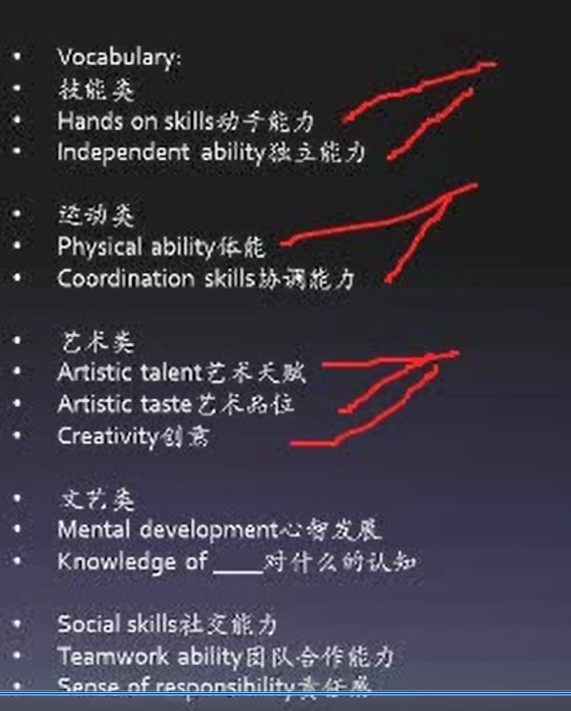 Vocabulary:
技能类
Hands on skills动手能力
Independent ability独立能力
运动类
Physical ability体能
Coordination skills协调能力
艺术类
Artistic talent艺术天赋
Artistic taste艺术品位
Creativity创意
文艺类
Mental development心智发展
Knowledge of ____对什么的认知
Social skills社交能力
Teamwork ability团队合作能力
Sense of responsibility责任感